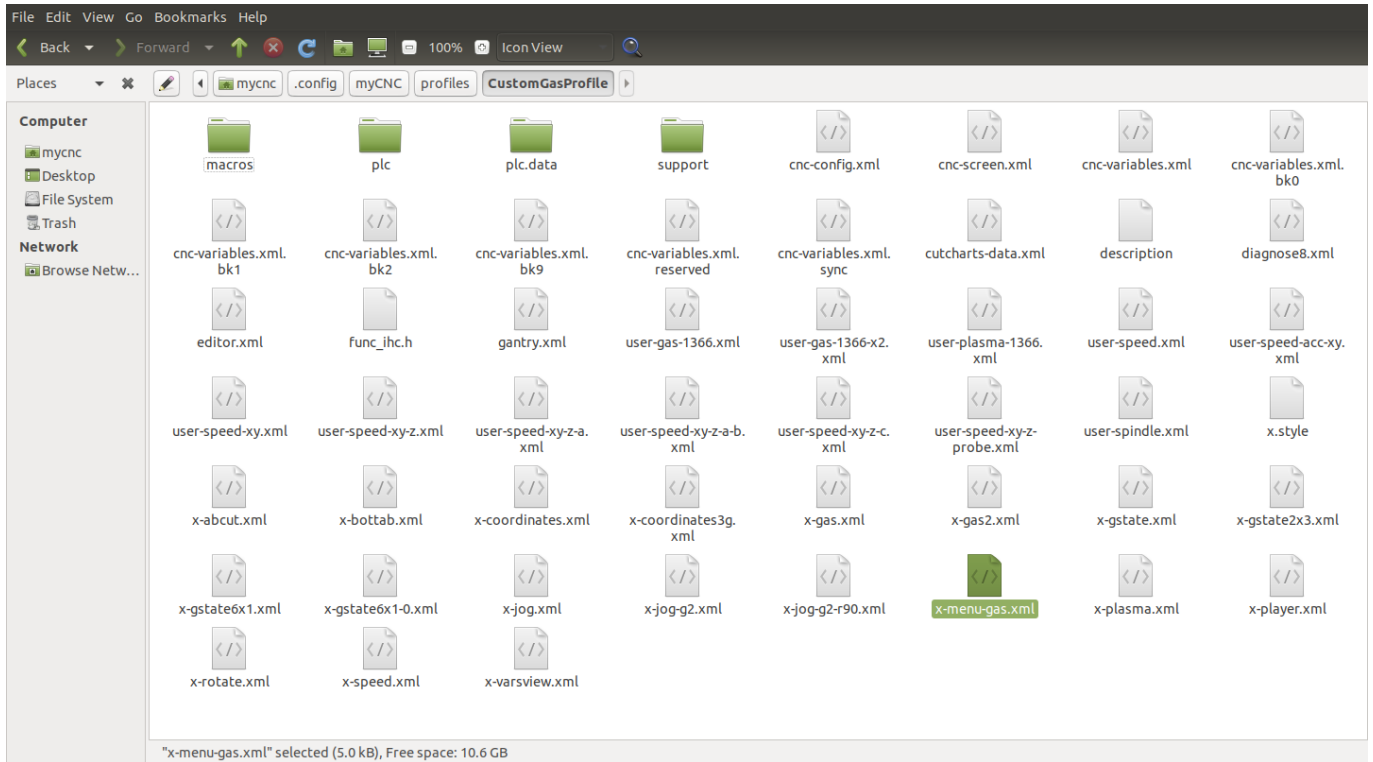 File Edit View Go Bookmarks Help
Back Forward 100% Icon View
Places mycnc .config myCNC profiles CustomGasProfile
Computer
mycnc
Desktop
File System
Trash
Network
Browse Netw...
macros plc plc.data support cnc-config.xml cnc-screen.xml cnc-variables.xml cnc-variables.xml.
bk0
cnc-variables.xml. cnc-variables.xml. cnc-variables.xml. cnc-variables.xml. cnc-variables.xml. cutcharts-data.xml description diagnose8.xml
bk1 bk2 bk9 reserved sync
editor.xml func_ihc.h gantry.xml user-gas-1366.xml user-gas-1366-x2. user-plasma-1366. user-speed.xml user-speed-acc-xy.
xml xml xml
user-speed-xy.xml user-speed-xy-z.xml user-speed-xy-z-a. user-speed-xy-z-a-b. user-speed-xy-z-c. user-speed-xy-z- user-spindle.xml x.style
xml xml xml probe.xml
x-abcut.xml x-bottab.xml x-coordinates.xml x-coordinates3g. x-gas.xml x-gas2.xml x-gstate.xml x-gstate2x3.xml
xml
x-gstate6x1.xml x-gstate6x1-0.xml x-jog.xml x-jog-g2.xml x-jog-g2-r90.xml x-menu-gas.xml x-plasma.xml x-player.xml
x-rotate.xml x-speed.xml x-varsview.xml
"x-menu-gas.xml" selected (5.0 kB), Free space: 10.6 GB